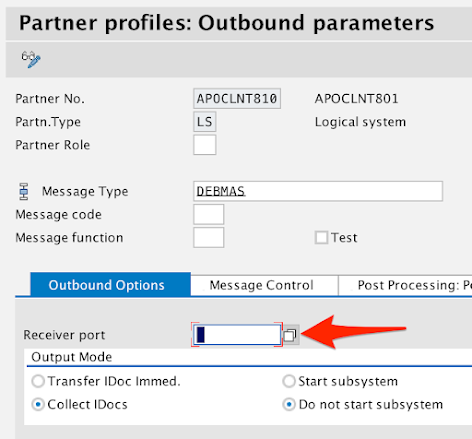 Partner profiles: Outbound parameters
Partner No. APOCLNT810 APOCLNT801
Partn.Type LS Logical system
Partner Role
Message Type DEBMAS
Message code
Message function Test
Outbound Options Message Control Post Processing: Pe
Receiver port
Output Mode
Transfer IDoc Immed. Start subsystem
Collect IDocs Do not start subsystem